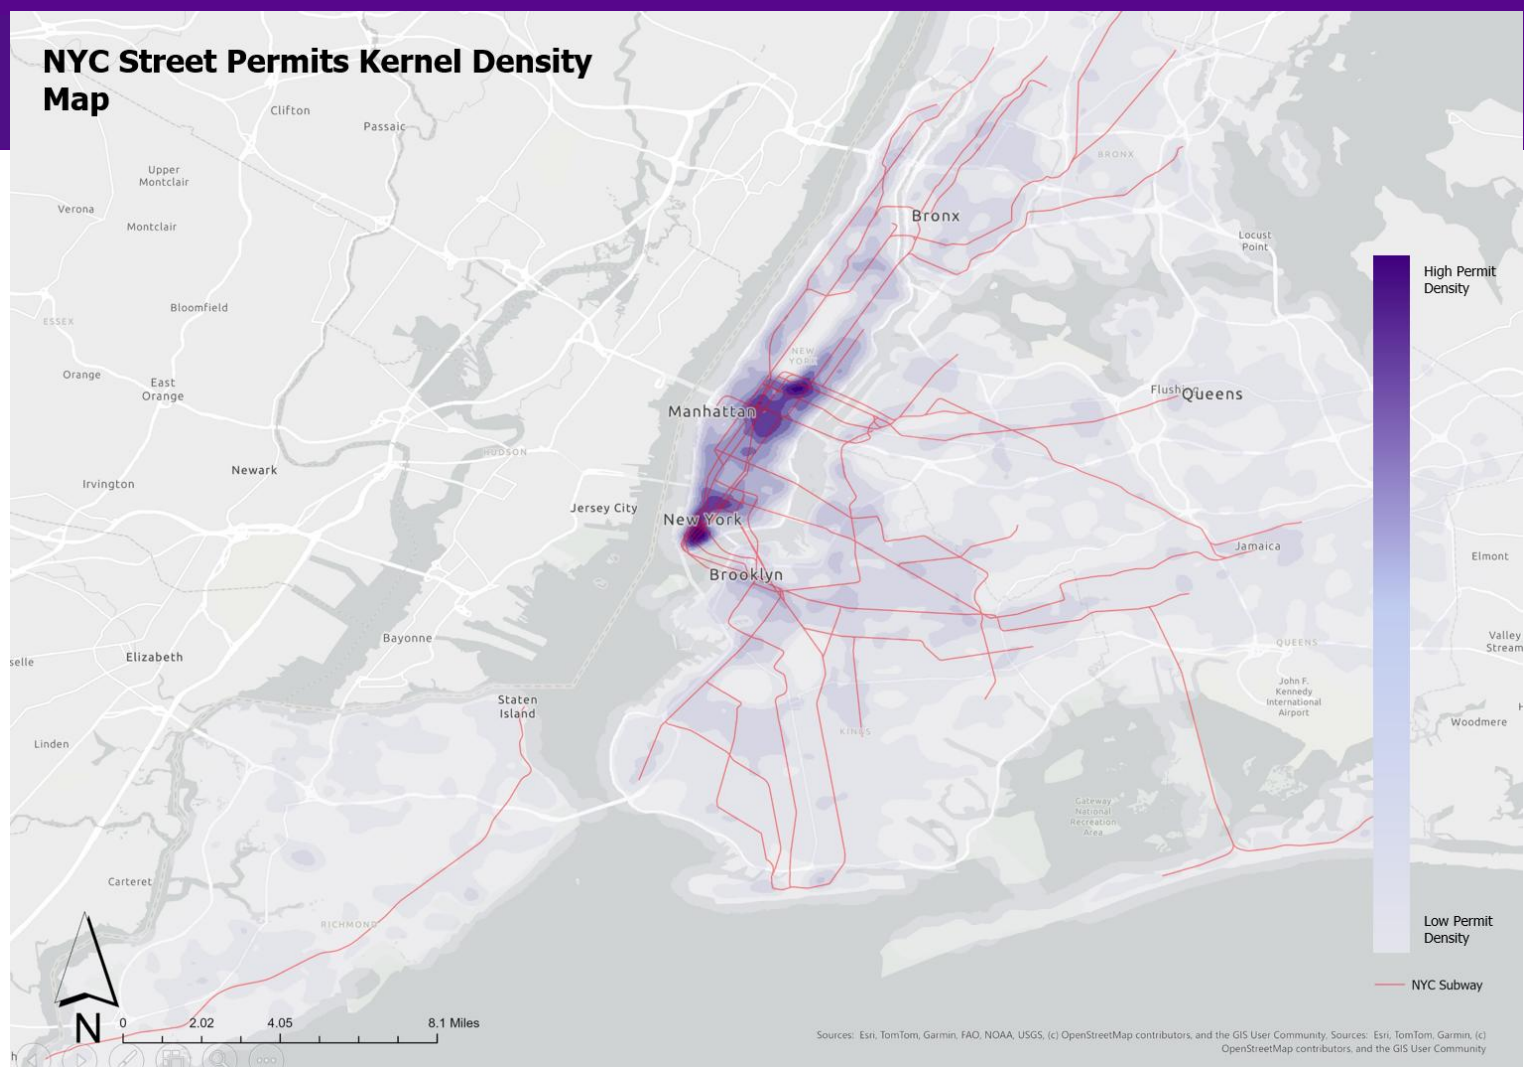 NYC Street Permits Kernel Density
Map
Clifton
Passaic
BRONX
Upper
Montclair
Verona
Montclair
Bronx
Locust
Point
High Permit
Density
Bloomfield
ESSEX
NEW
YORK
Orange
East
Orange
Manhattan
Flushing
Queens
HUDSON
Newark
Irvington
Jersey City
New York
Jamaica
Elmont
Brooklyn
Bayonne
Elizabeth
QUEENS
Valley
Stream
John F.
Kennedy
International
Airport
Staten
Island
Woodmere
KINGS
Linden
Gateway
National
Recreation
Area
Carteret
RICHMOND
Low Permit
Density
NYC Subway
N
0 2.02 4.05 8.1 Miles
Sources: Esri, TomTom, Garmin, FAO, NOAA, USGS, (c) OpenStreetMap contributors, and the GIS User Community, Sources: Esri, TomTom, Garmin, (c)
OpenStreetMap contributors, and the GIS User Community